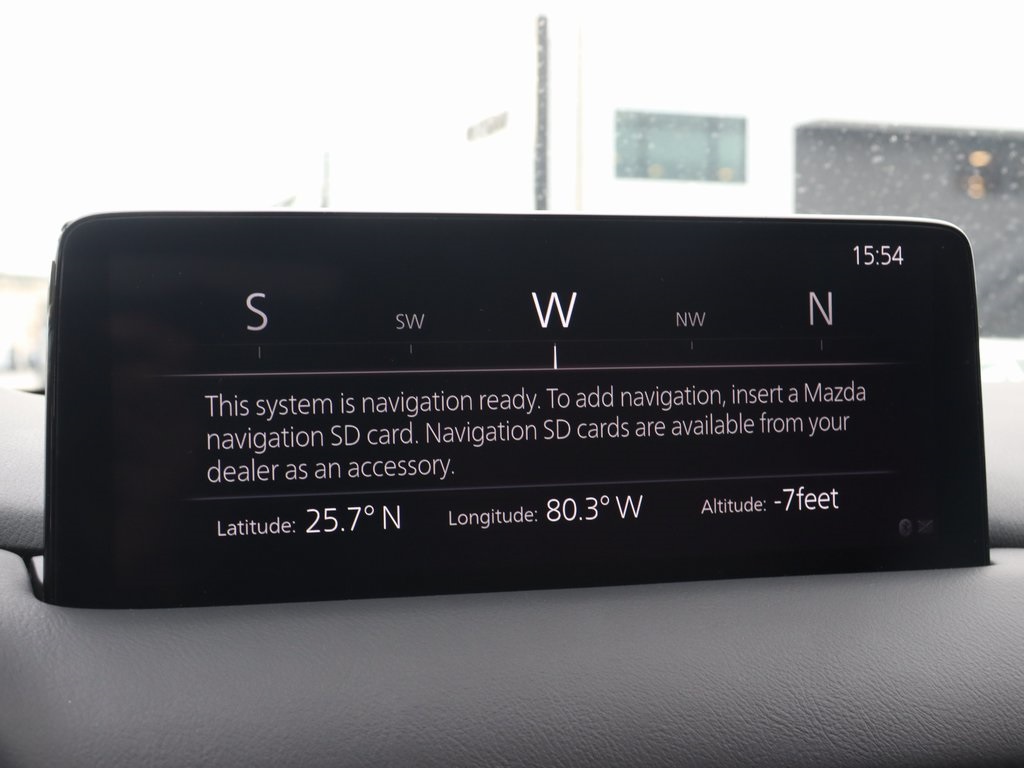 15:54
S SW W NW N
This system is navigation ready. To add navigation, insert a Mazda
navigation SD card. Navigation SD cards are available from your
dealer as an accessory.
Latitude: 25.7° N Longitude: 80.3° W Altitude: -7feet